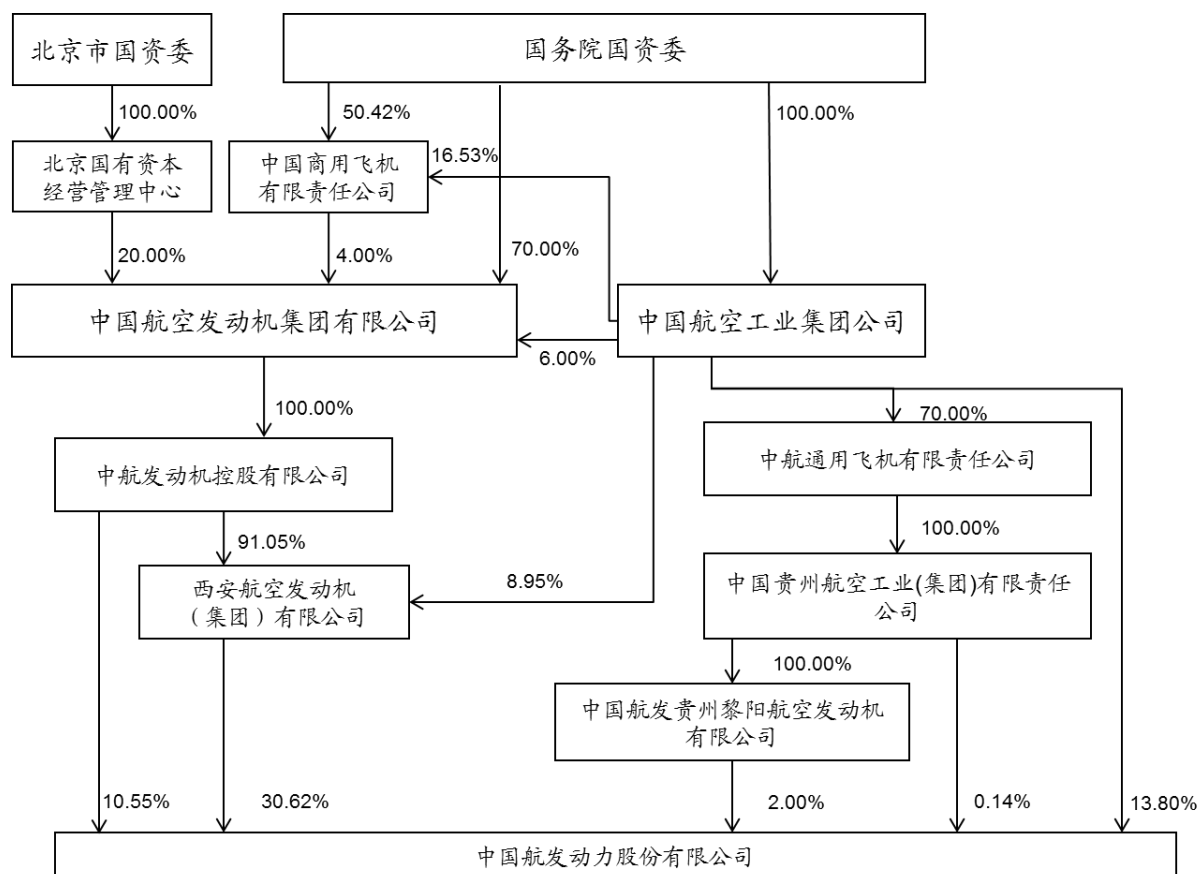 北京市国资委
国务院国资委
100.00%
50.42%
100.00%
北京国有资本
经营管理中心
中国商用飞机
有限责任公司
16.53%
20.00%
4.00%
70.00%
中国航空发动机集团有限公司
中国航空工业集团公司
6.00%
100.00%
70.00%
中航发动机控股有限公司
中航通用飞机有限责任公司
91.05%
100.00%
西安航空发动机
（集团）有限公司
8.95%
中国贵州航空工业(集团)有限责任
公司
100.00%
中国航发贵州黎阳航空发动机
有限公司
10.55%
30.62%
2.00%
0.14%
13.80%
中国航发动力股份有限公司